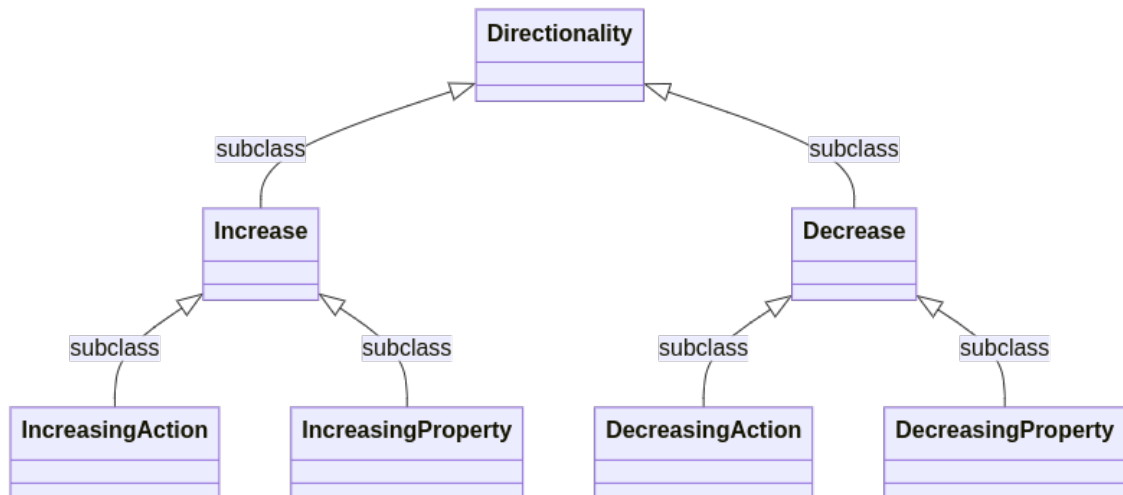 Directionality
subclass
subclass
Increase
Decrease
subclass
subclass
subclass
subclass
IncreasingAction
IncreasingProperty
DecreasingAction
DecreasingProperty